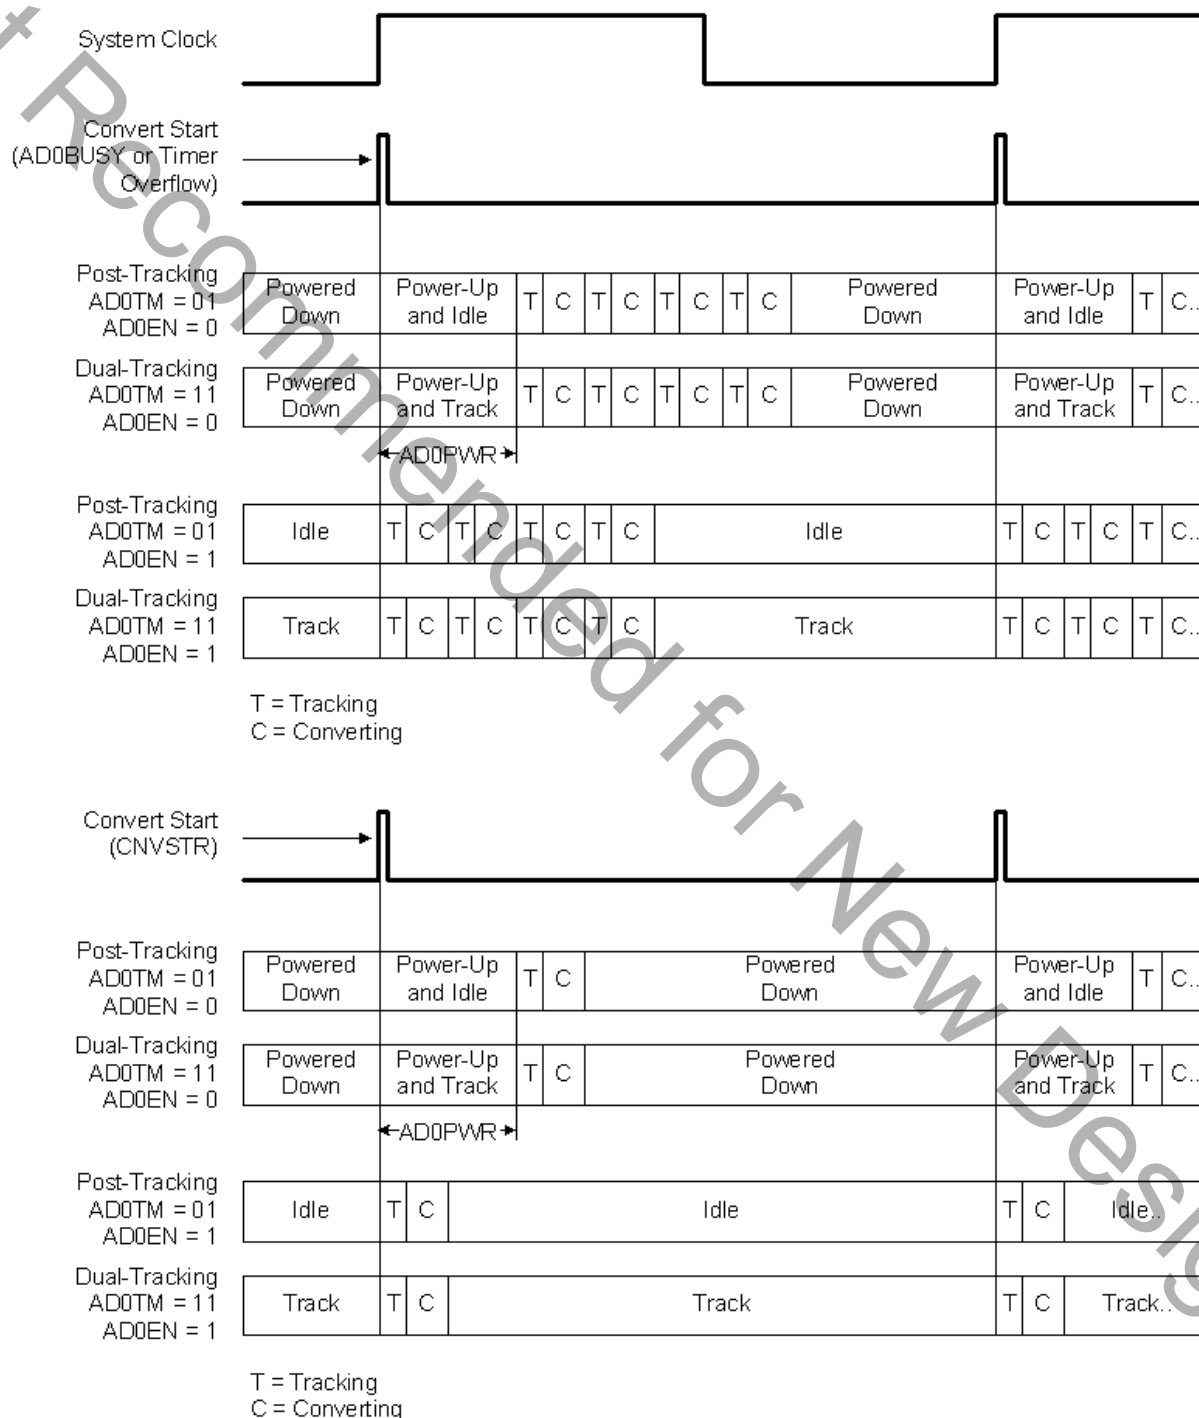 System Clock
Convert Start
(AD0BUSY or Timer
Overflow)
Post-Tracking
AD0TM = 01
AD0EN = 0
Powered
Down
Power-Up
and Idle
T C T C T C T C
Powered
Down
Power-Up
and Idle
T C..
Dual-Tracking
AD0TM = 11
AD0EN = 0
Powered
Down
Power-Up
and Track
T C T C T C T C
Powered
Down
Power-Up
and Track
T C..
AD0PWR
Post-Tracking
AD0TM = 01
AD0EN = 1
Idle T C T C T C T C Idle T C T C T C..
Dual-Tracking
AD0TM = 11
AD0EN = 1
Track T C T C T C T C Track T C T C T C..
T = Tracking
C = Converting
Convert Start
(CNVSTR)
Post-Tracking
AD0TM = 01
AD0EN = 0
Powered
Down
Power-Up
and Idle
T C
Powered
Down
Power-Up
and Idle
T C..
Dual-Tracking
AD0TM = 11
AD0EN = 0
Powered
Down
Power-Up
and Track
T C
Powered
Down
Power-Up
and Track
T C..
AD0PWR
Post-Tracking
AD0TM = 01
AD0EN = 1
Idle T C Idle T C Idle..
Dual-Tracking
AD0TM = 11
AD0EN = 1
Track T C Track T C Track..
T = Tracking
C = Converting
t Recommended for New Desig